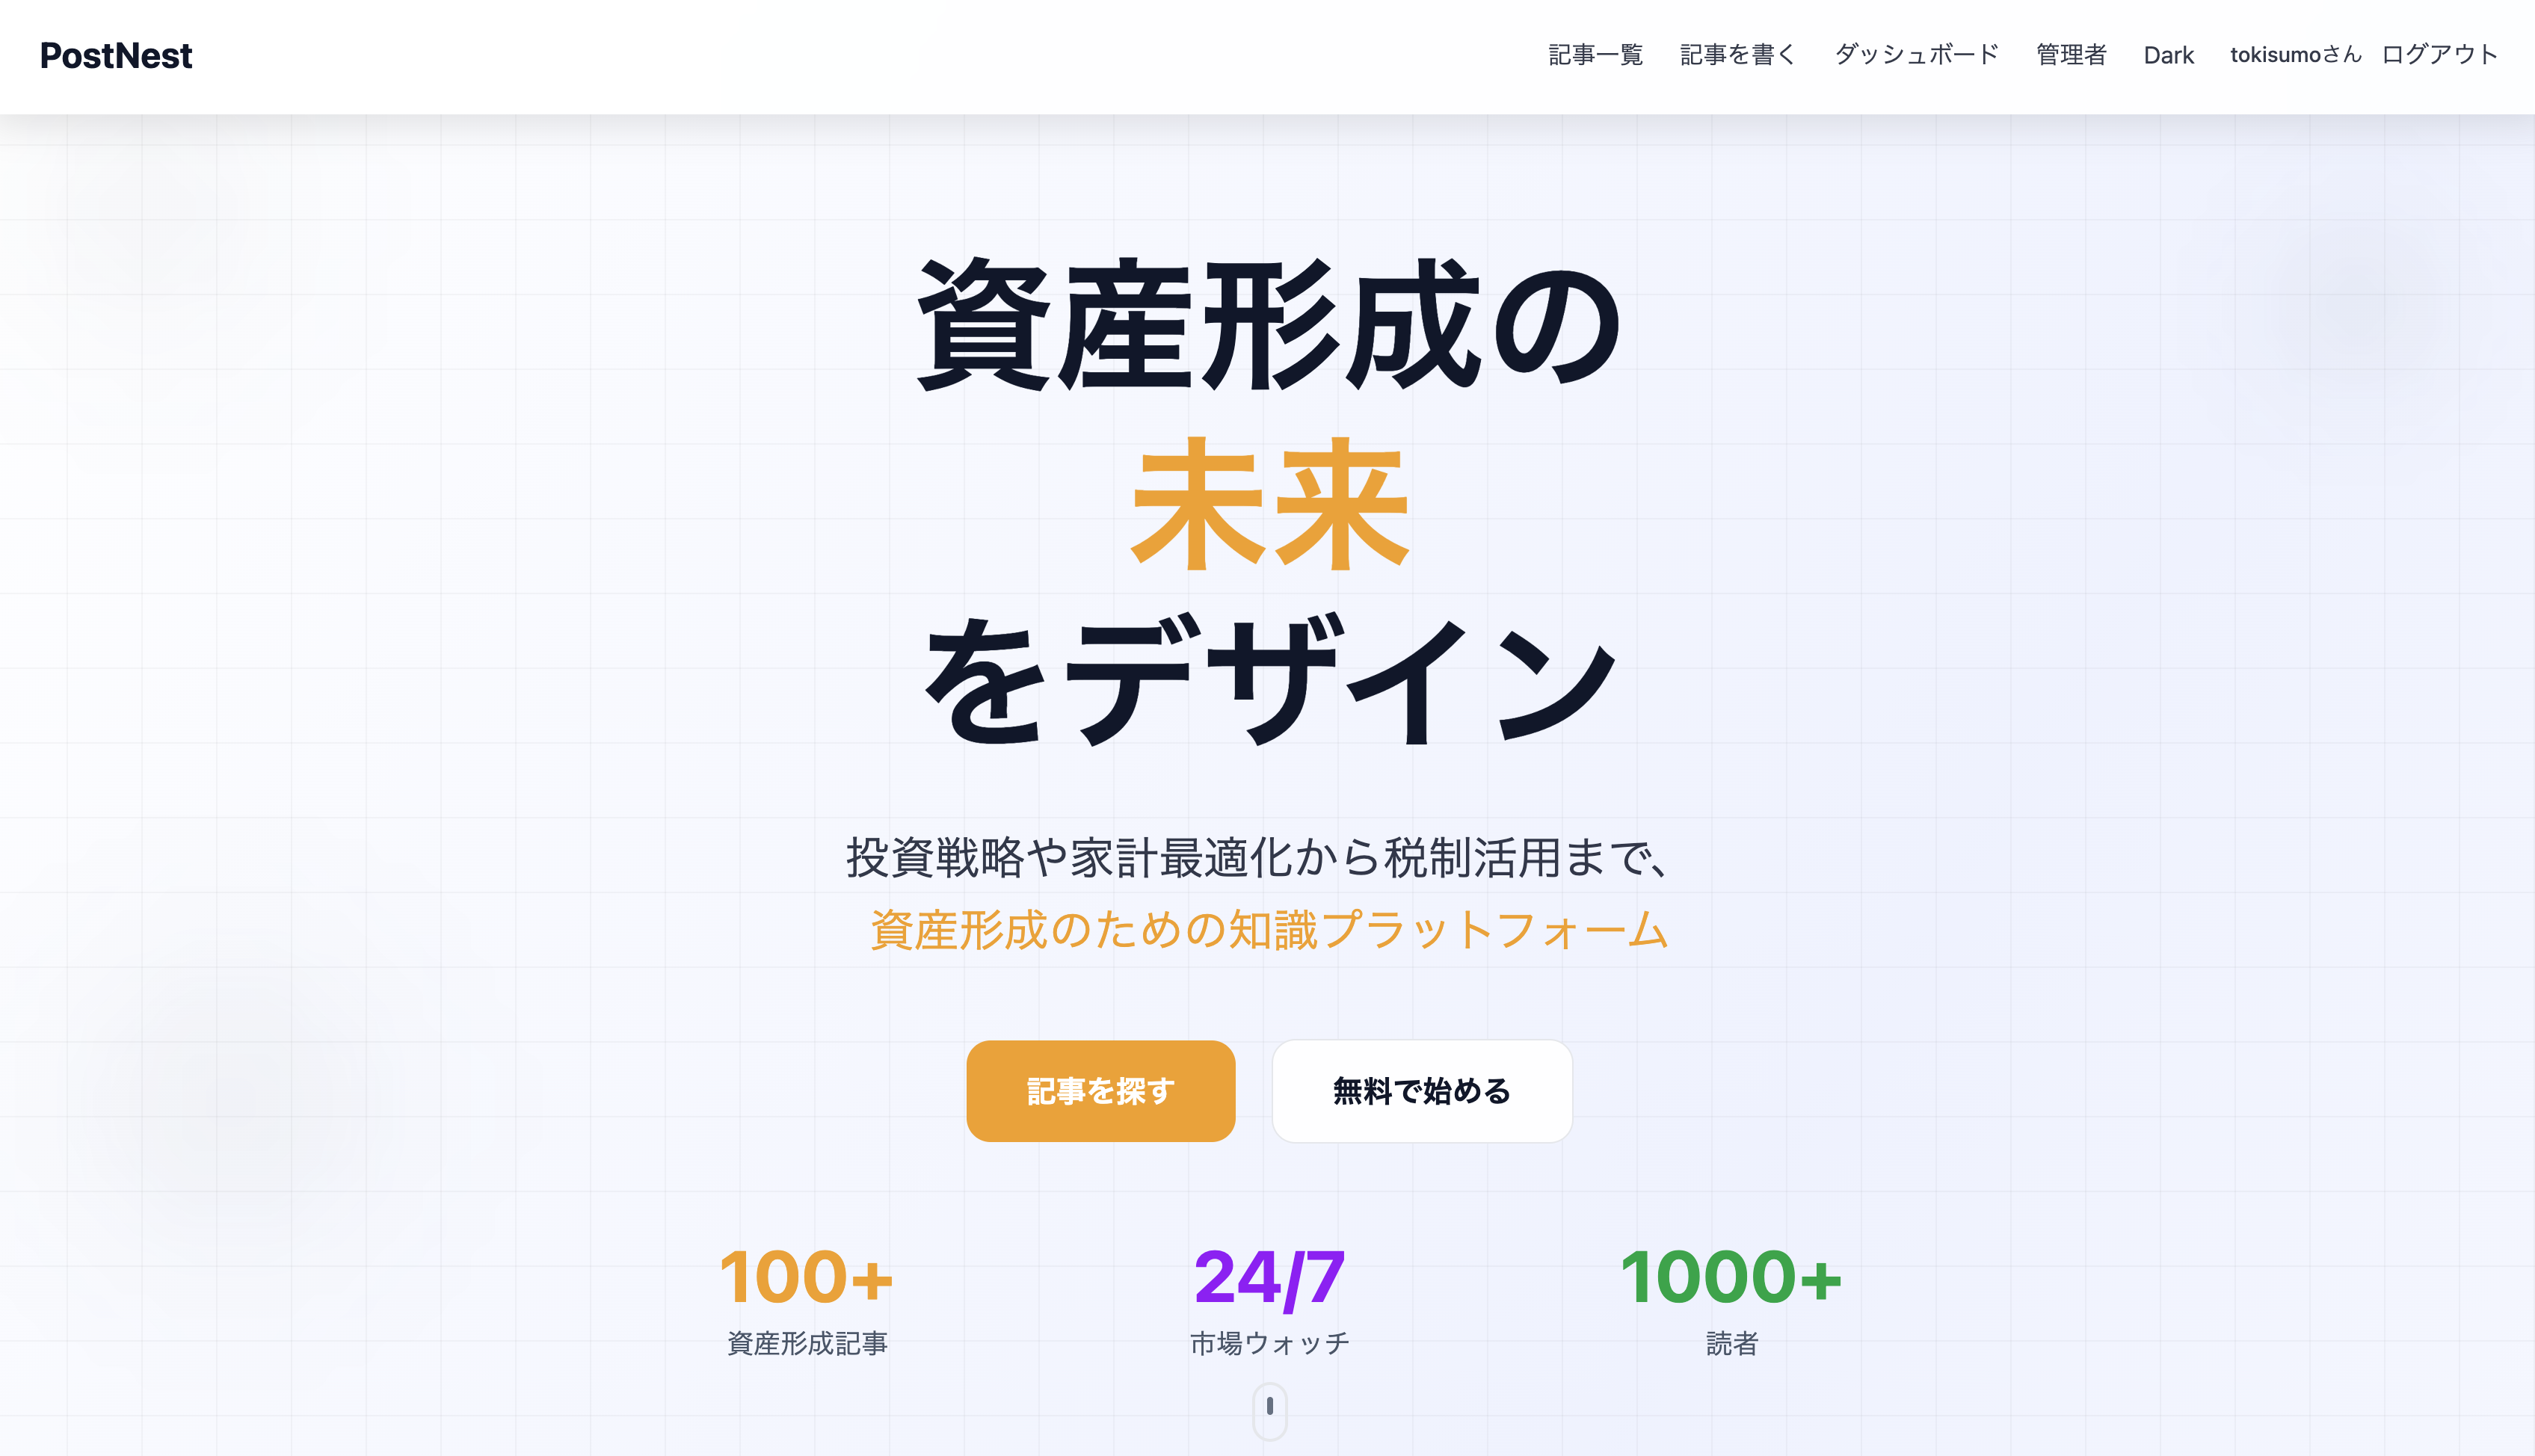 PostNest
記事一覧 記事を書く ダッシュボード 管理者 Dark tokisumoさん ログアウト
資産形成の
未来
をデザイン
投資戦略や家計最適化から税制活用まで、
資産形成のための知識プラットフォーム
記事を探す 無料で始める
100+ 24/7 1000+
資産形成記事 市場ウォッチ 読者